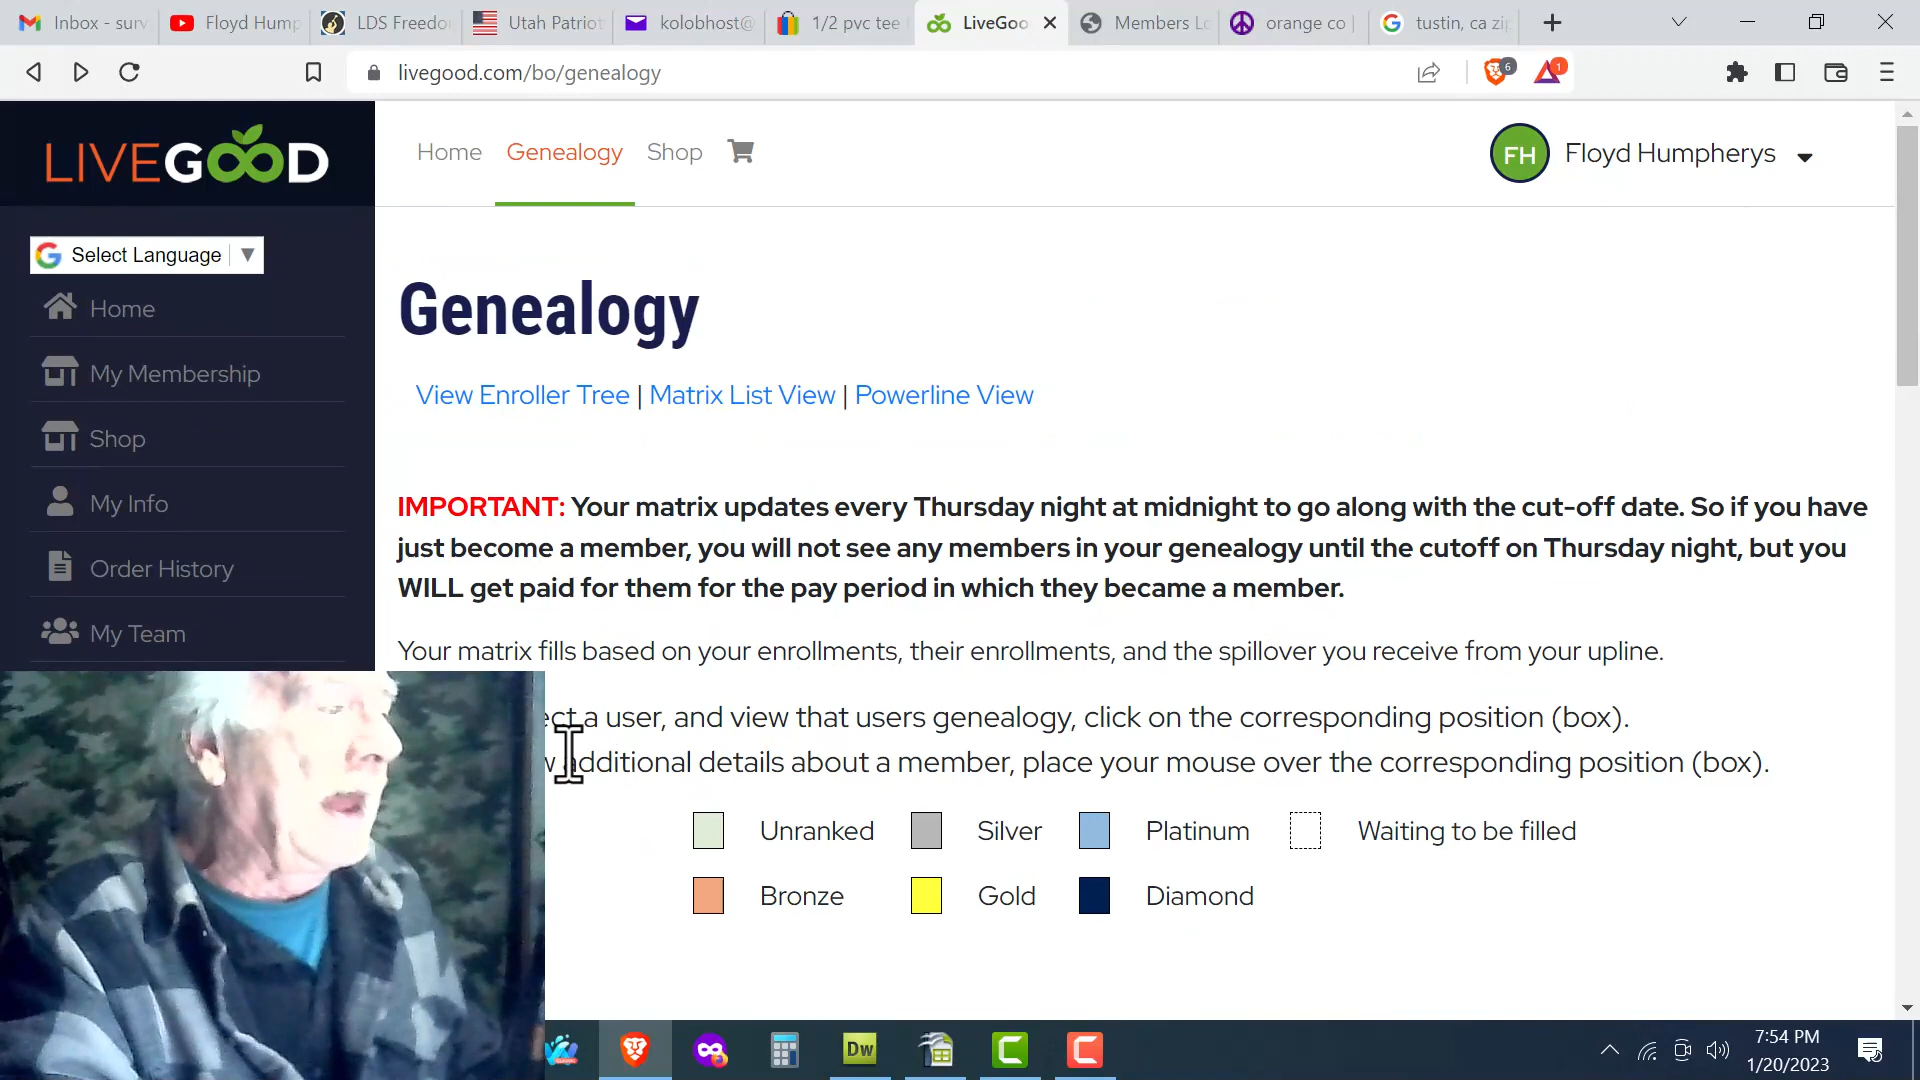 Inbox - surv
Floyd Hump
LDS Freedo
Utah Patriot
kolobhost@
1/2 pvc tee
LiveGoo
Members Lo
orange co |
tustin, ca zip
livegood.com/bo/genealogy
6
1
LIVEGOOD
Home
Genealogy
Shop
FH
Floyd Humpherys
Select Language
Home
My Membership
Shop
My Info
Order History
My Team
Genealogy
View Enroller Tree | Matrix List View | Powerline View
IMPORTANT: Your matrix updates every Thursday night at midnight to go along with the cut-off date. So if you have
just become a member, you will not see any members in your genealogy until the cutoff on Thursday night, but you
WILL get paid for them for the pay period in which they became a member.
Your matrix fills based on your enrollments, their enrollments, and the spillover you receive from your upline.
a user, and view that users genealogy, click on the corresponding position (box).
additional details about a member, place your mouse over the corresponding position (box).
Unranked
Silver
Platinum
Waiting to be filled
Bronze
Gold
Diamond
Dw
7:54 PM
1/20/2023